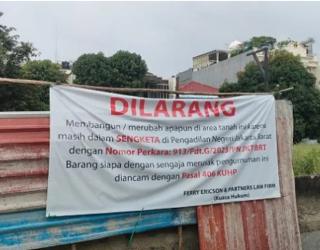 DILARANG
Membangun / merubah apapun di area tanah ini karena
masih dalam SENGKETA di Pengadilan Negeri Jakarta Barat
dengan Nomor Perkara: 913/Pdt.G/2023/PN.JKT.BRT
Barang siapa dengan sengaja merusak pengumuman ini
diancam dengan Pasal 406 KUHP
FERRY ERICSON & PARTNERS LAW FIRM
(Kuasa Hukum)